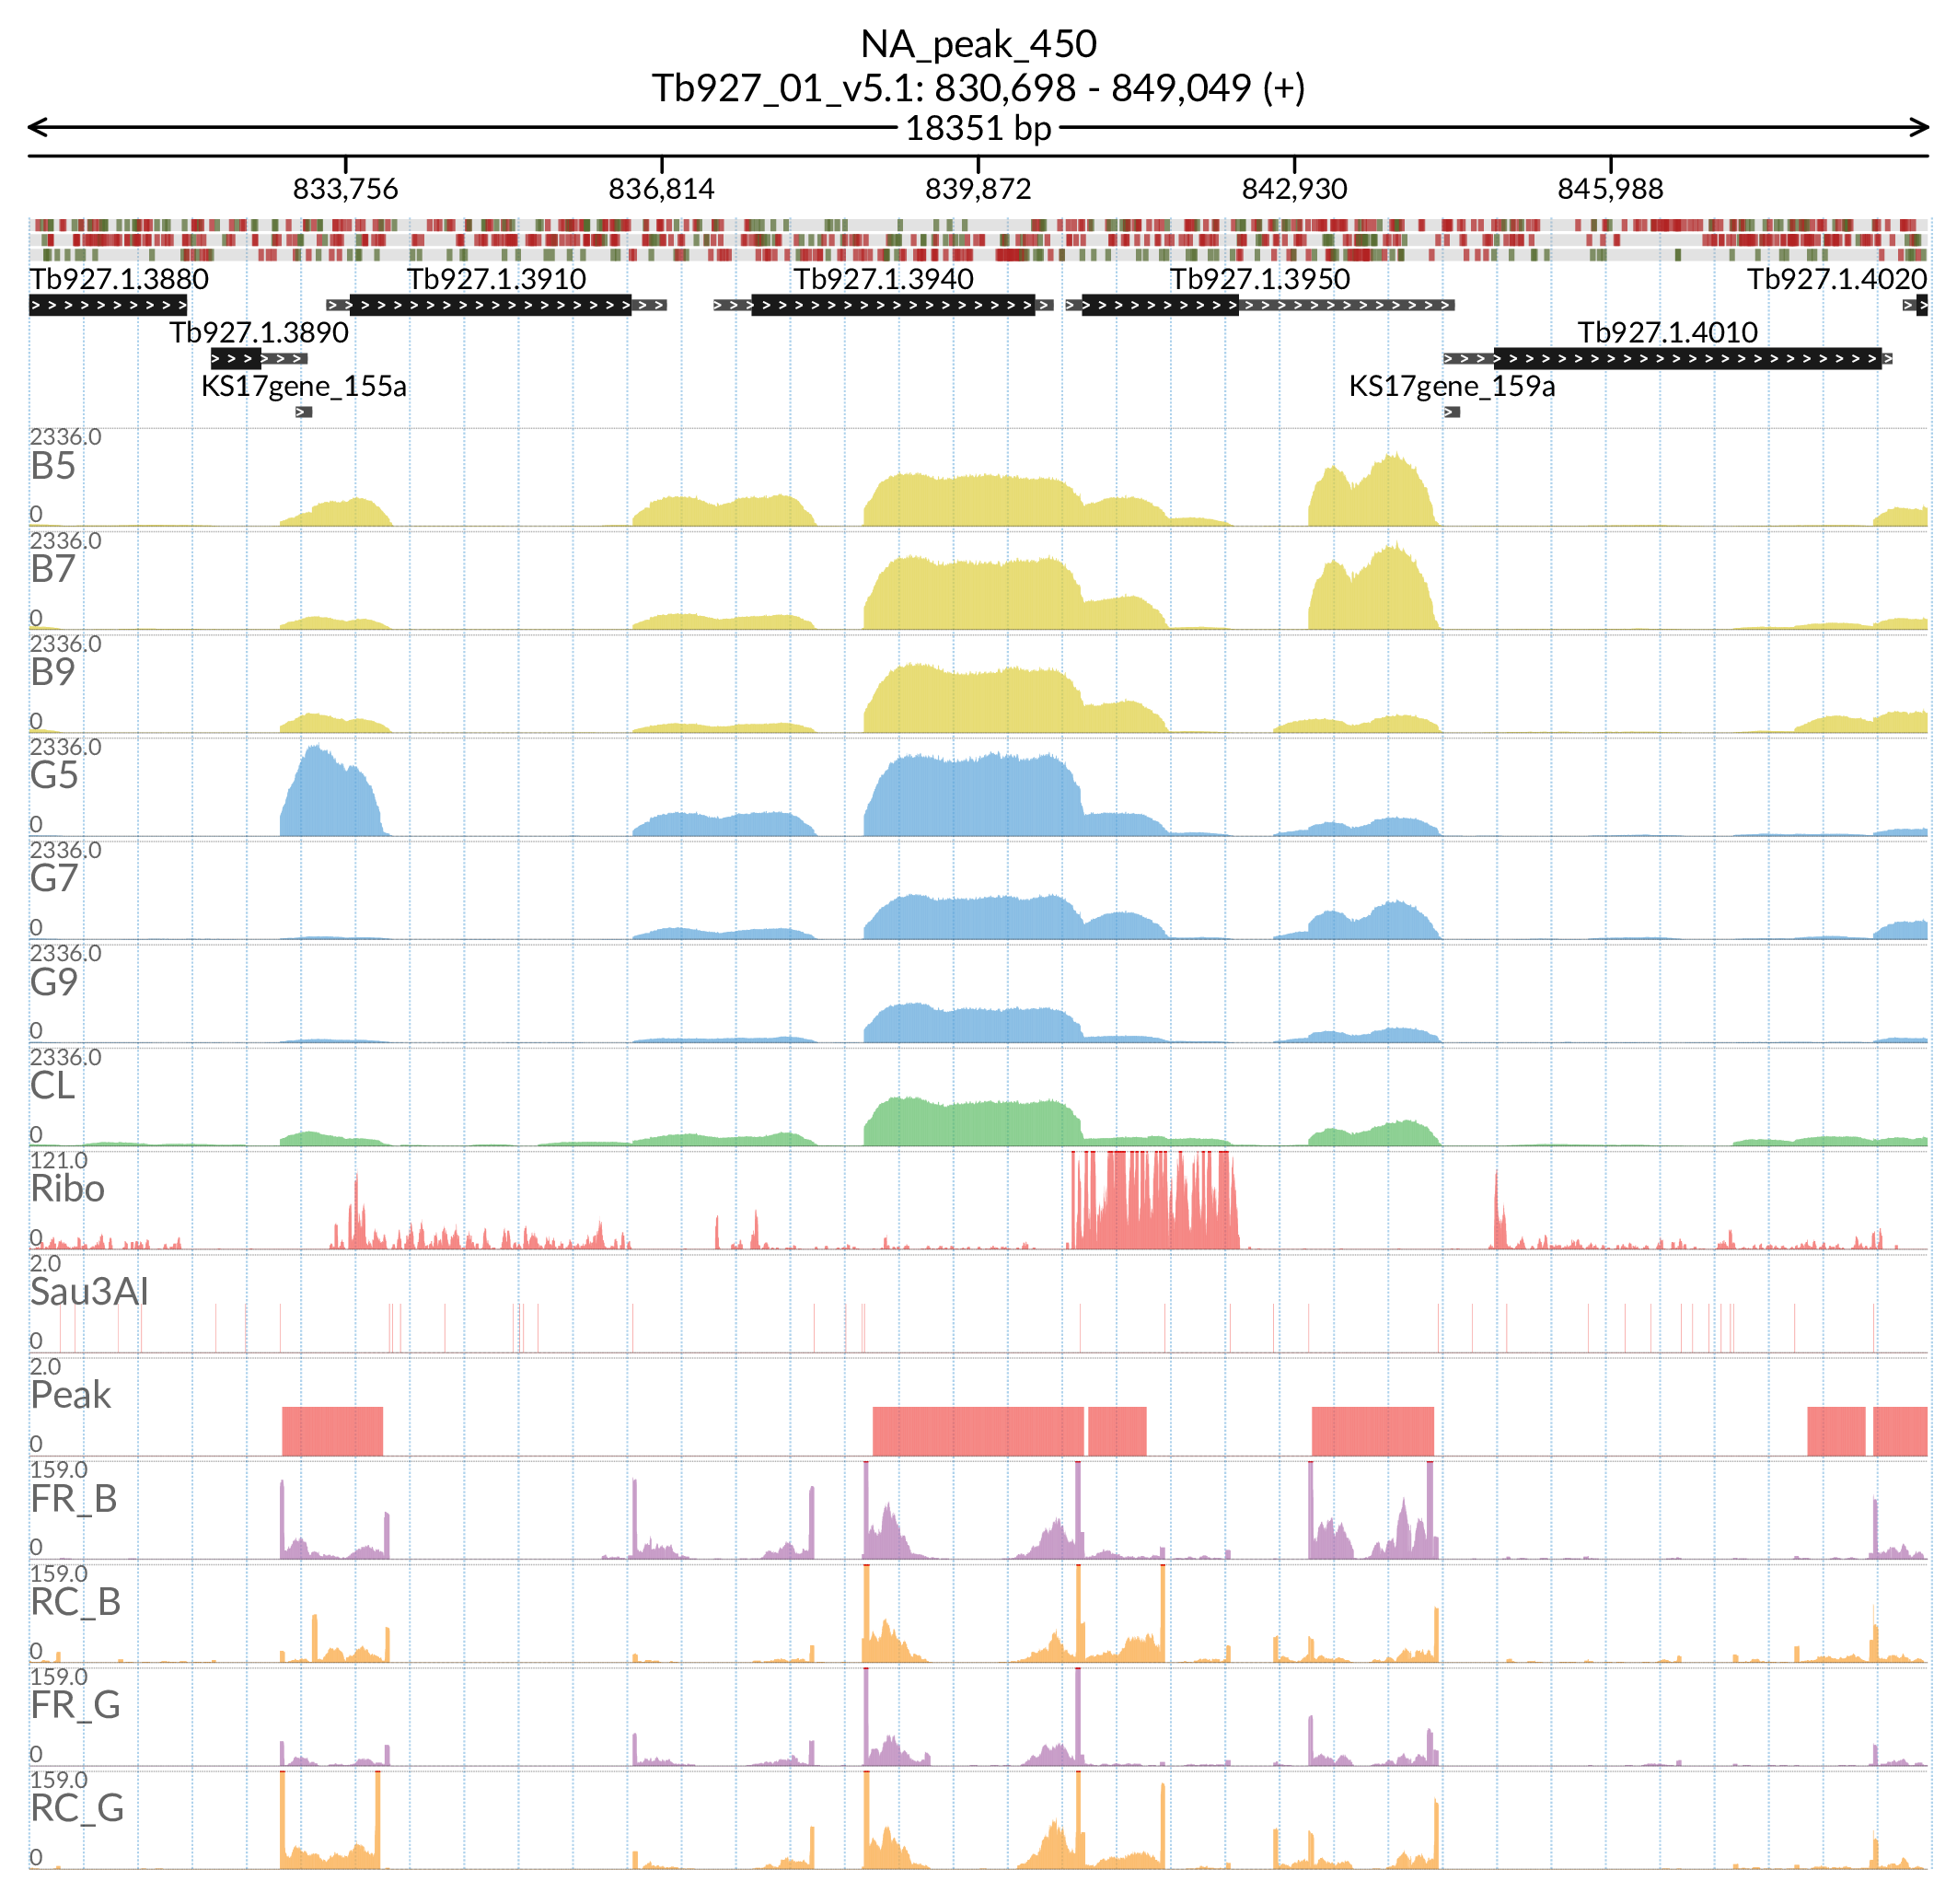 NA_peak_450
Tb927_01_v5.1: 830,698 - 849,049 (+)
18351 bp
833,756 836,814 839,872 842,930 845,988
Tb927.1.3880 Tb927.1.3910 Tb927.1.3940 Tb927.1.3950 Tb927.1.4020
Tb927.1.3890 Tb927.1.4010
KS17gene_155a KS17gene_159a
2336.0
B5
0
2336.0
B7
0
2336.0
B9
0
2336.0
G5
0
2336.0
G7
0
2336.0
G9
0
2336.0
CL
0
121.0
Ribo
0
2.0
Sau3AI
0
2.0
Peak
0
159.0
FR_B
0
159.0
RC_B
0
159.0
FR_G
0
159.0
RC_G
0